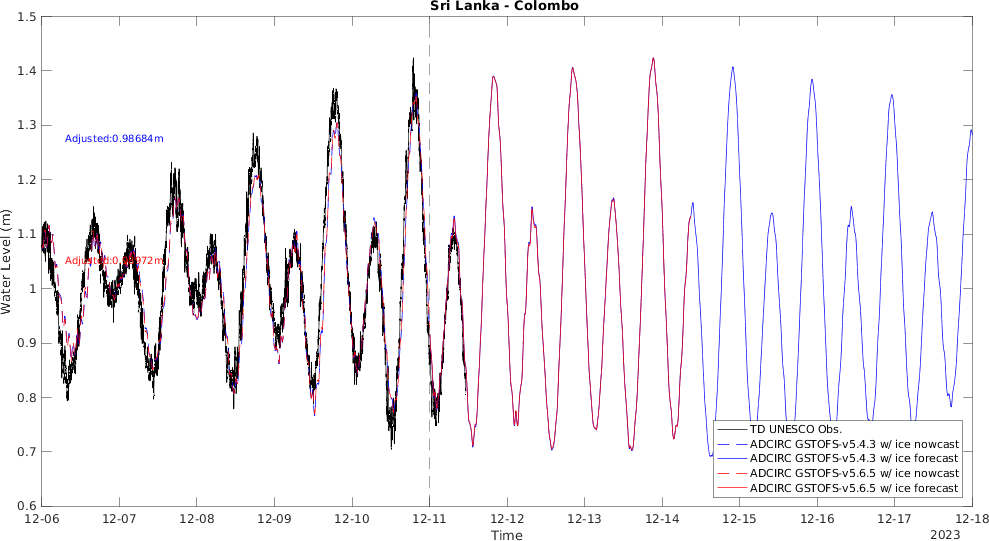 Sri Lanka - Colombo
1.5
1.4
1.3
1.2
1.1
1
0.9
0.8
0.7
0.6
Water Level (m)
Adjusted:0.98684m
TD UNESCO Obs.
ADCIRC GSTOFS-v5.4.3 w/ ice nowcast
ADCIRC GSTOFS-v5.4.3 w/ ice forecast
ADCIRC GSTOFS-v5.6.5 w/ ice nowcast
ADCIRC GSTOFS-v5.6.5 w/ ice forecast
12-06 12-07 12-08 12-09 12-10 12-11 12-12 12-13 12-14 12-15 12-16 12-17 12-18
Time
2023